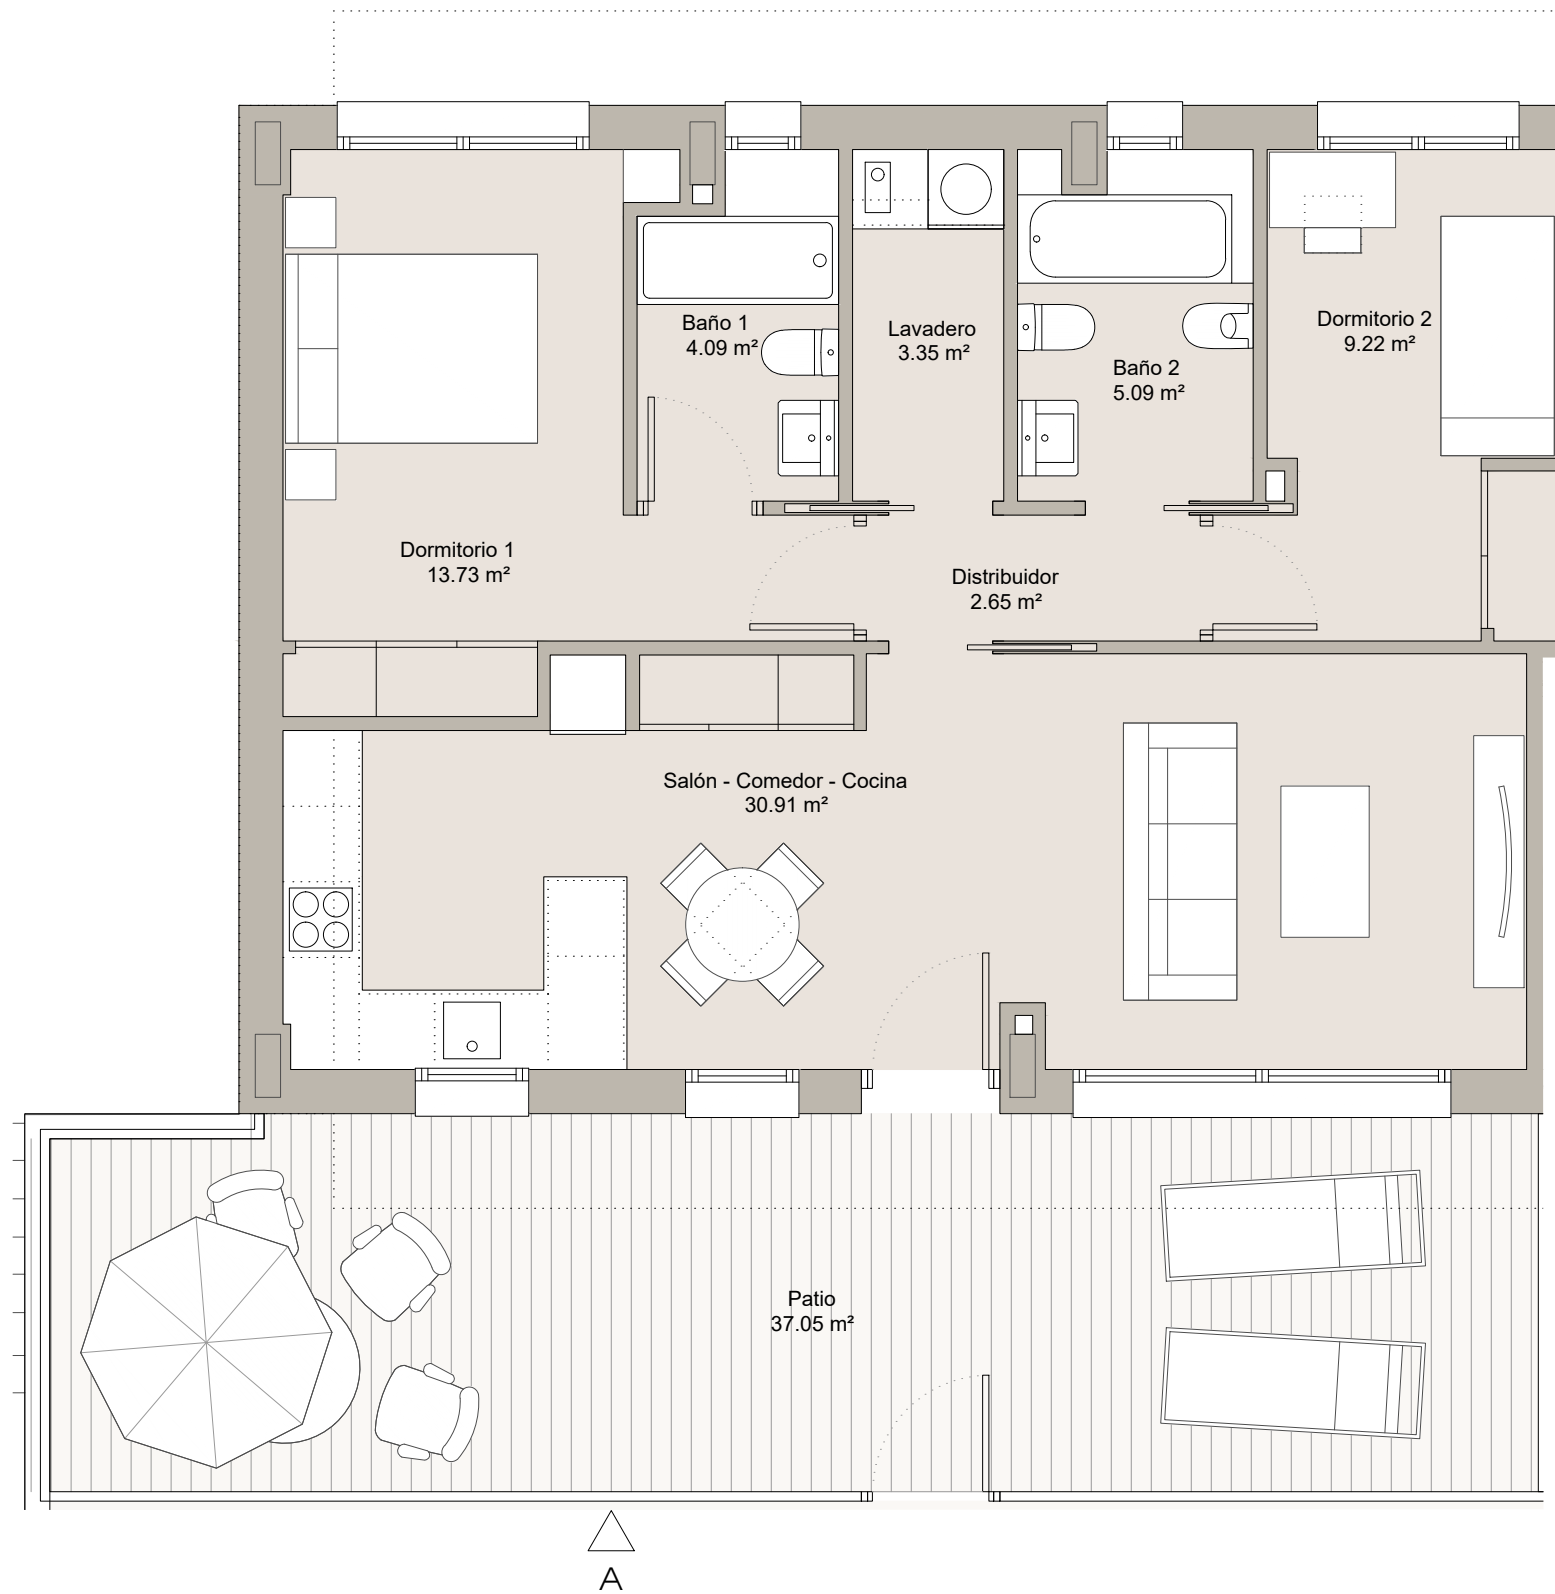 Baño 1
4.09 m²
Lavadero
3.35 m²
Dormitorio 2
9.22 m²
Baño 2
5.09 m²
Dormitorio 1
13.73 m²
Distribuidor
2.65 m²
Salón - Comedor - Cocina
30.91 m²
Patio
37.05 m²
A